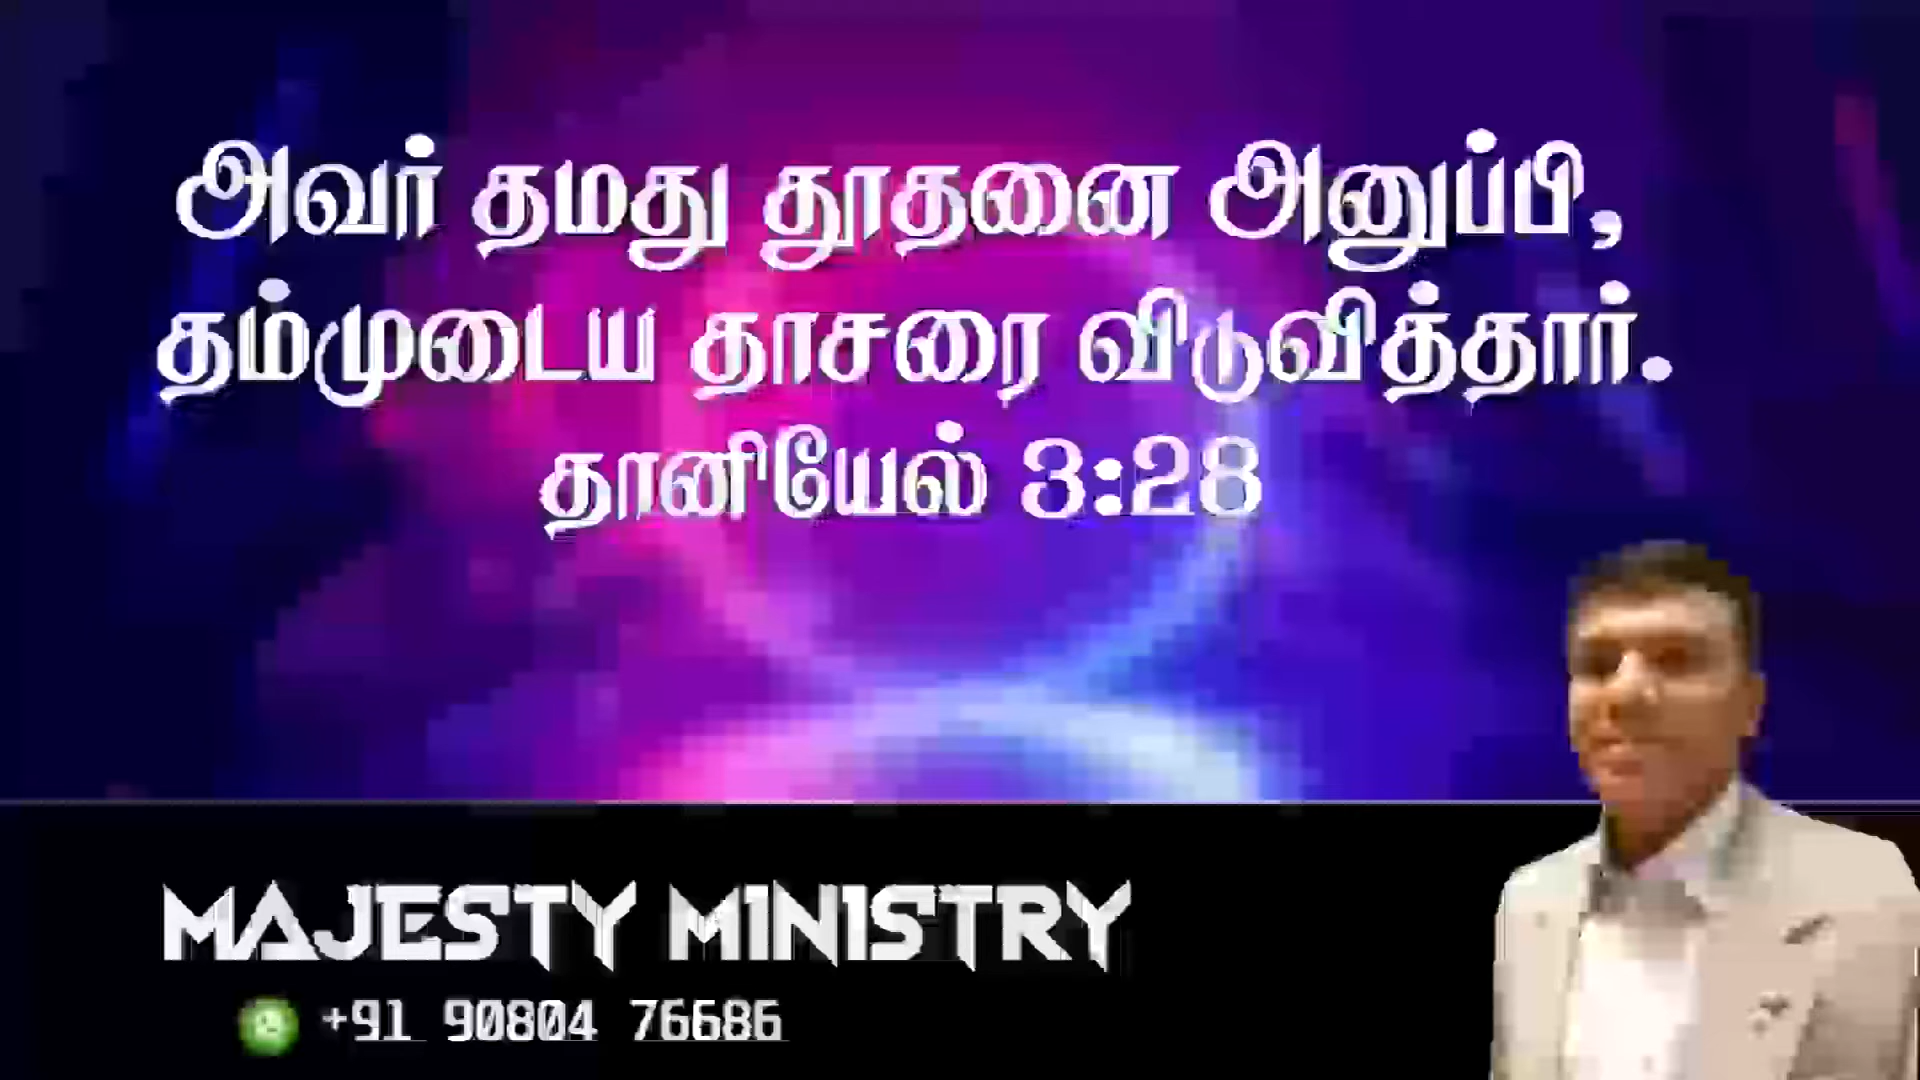 அவர் தமது தூதனை அனுப்பி,
தம்முடைய தாசரை விடுவித்தார்.
தானியேல் 3:28
MAJESTY MINISTRY
+91 90804 76686